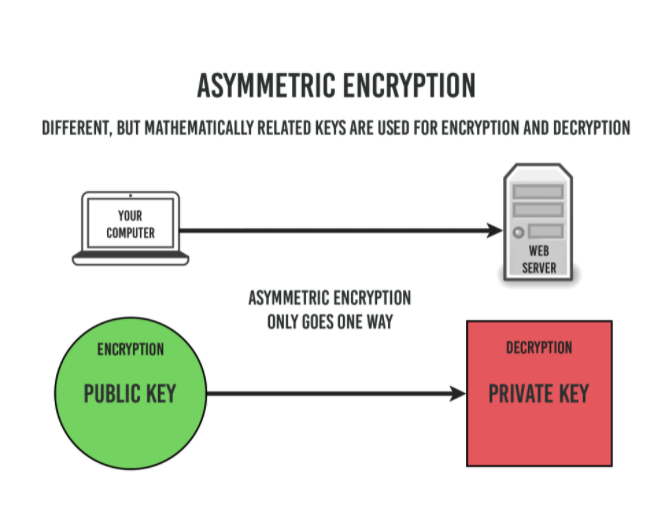 ASYMMETRIC ENCRYPTION
DIFFERENT, BUT MATHEMATICALLY RELATED KEYS ARE USED FOR ENCRYPTION AND DECRYPTION
YOUR
COMPUTER
WEB
SERVER
ASYMMETRIC ENCRYPTION
ONLY GOES ONE WAY
ENCRYPTION
PUBLIC KEY
DECRYPTION
PRIVATE KEY